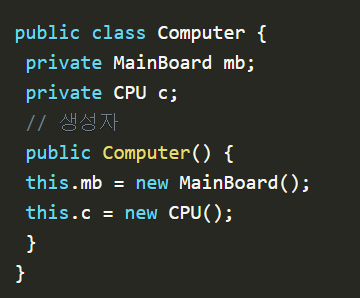 public class Computer {
private MainBoard mb;
private CPU c;
// 생성자
public Computer() {
this.mb = new MainBoard();
this.c = new CPU();
}
}